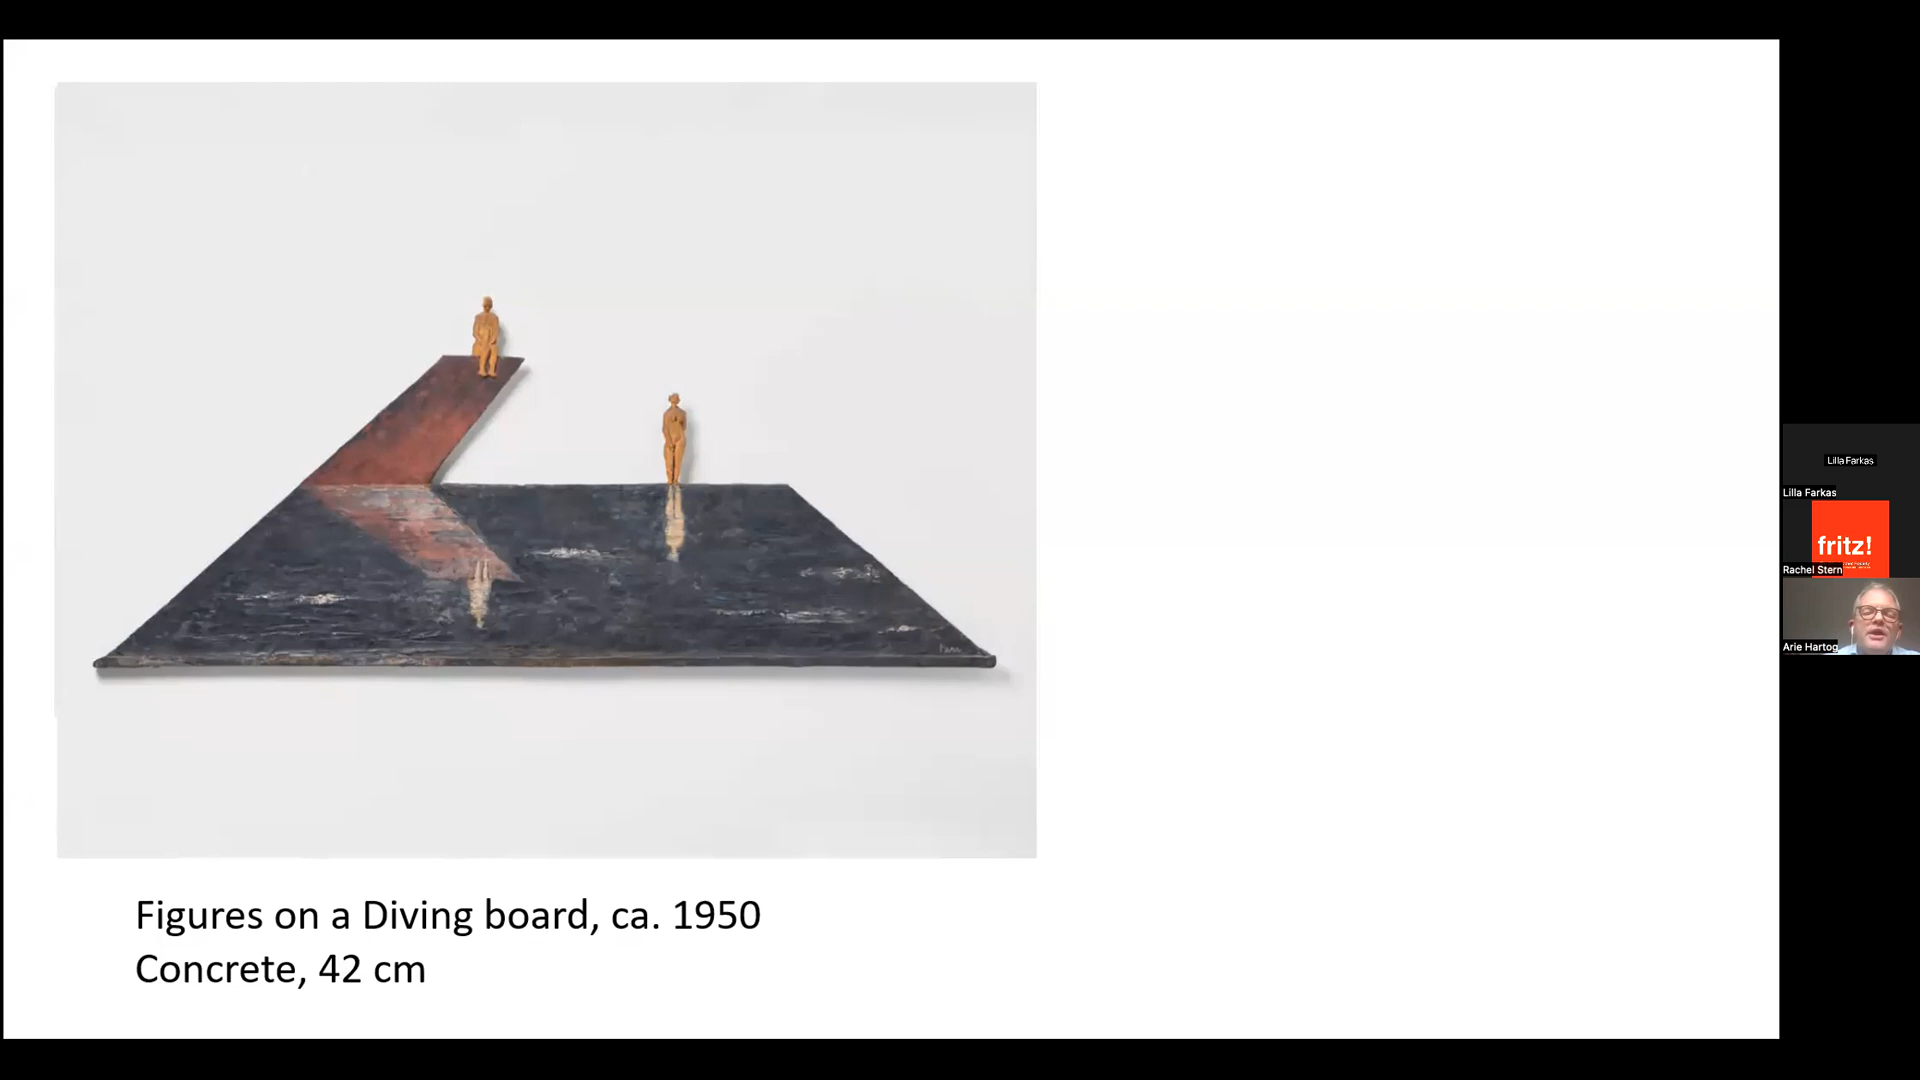 Figures on a Diving board, ca. 1950
Concrete, 42 cm
Lilla Farkas
Lilla Farkas
fritz!
Rachel Stern
Arie Hartog